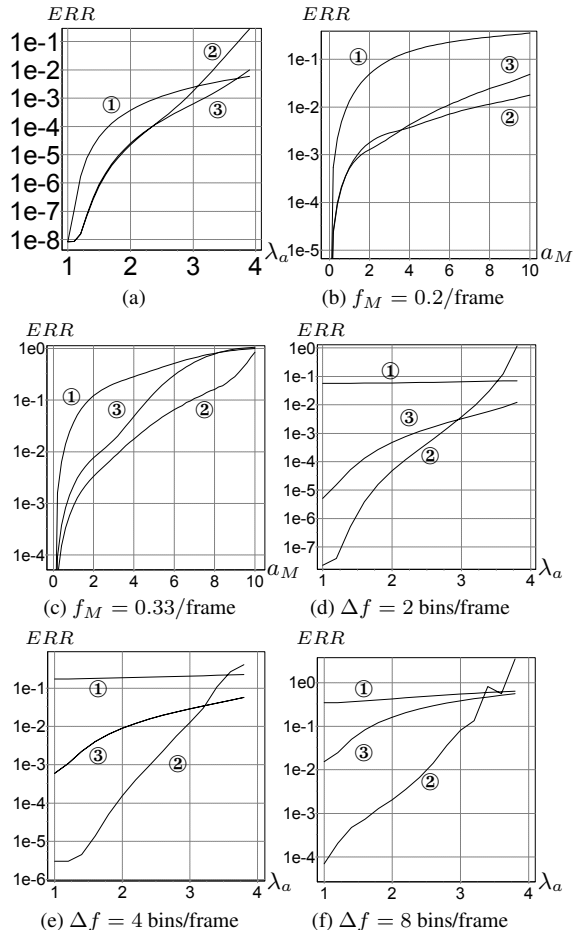 ERR
1e-1
1e-2
1e-3
1e-4
1e-5
1e-6
1e-7
1e-8
①
②
③
1 2 3 4 λa
(a)
ERR
1e-1
1e-2
1e-3
1e-4
1e-5
①
③
②
0 2 4 6 8 10 aM
(b) fM = 0.2/frame
ERR
1e0
1e-1
1e-2
1e-3
1e-4
①
③
②
0 2 4 6 8 10 aM
(c) fM = 0.33/frame
ERR
1e0
1e-1
1e-2
1e-3
1e-4
1e-5
1e-6
1e-7
①
③
②
1 2 3 4 λa
(d) Δf = 2 bins/frame
ERR
1e-1
1e-2
1e-3
1e-4
1e-5
1e-6
①
③
②
1 2 3 4 λa
(e) Δf = 4 bins/frame
ERR
1e0
1e-1
1e-2
1e-3
1e-4
①
③
②
1 2 3 4 λa
(f) Δf = 8 bins/frame